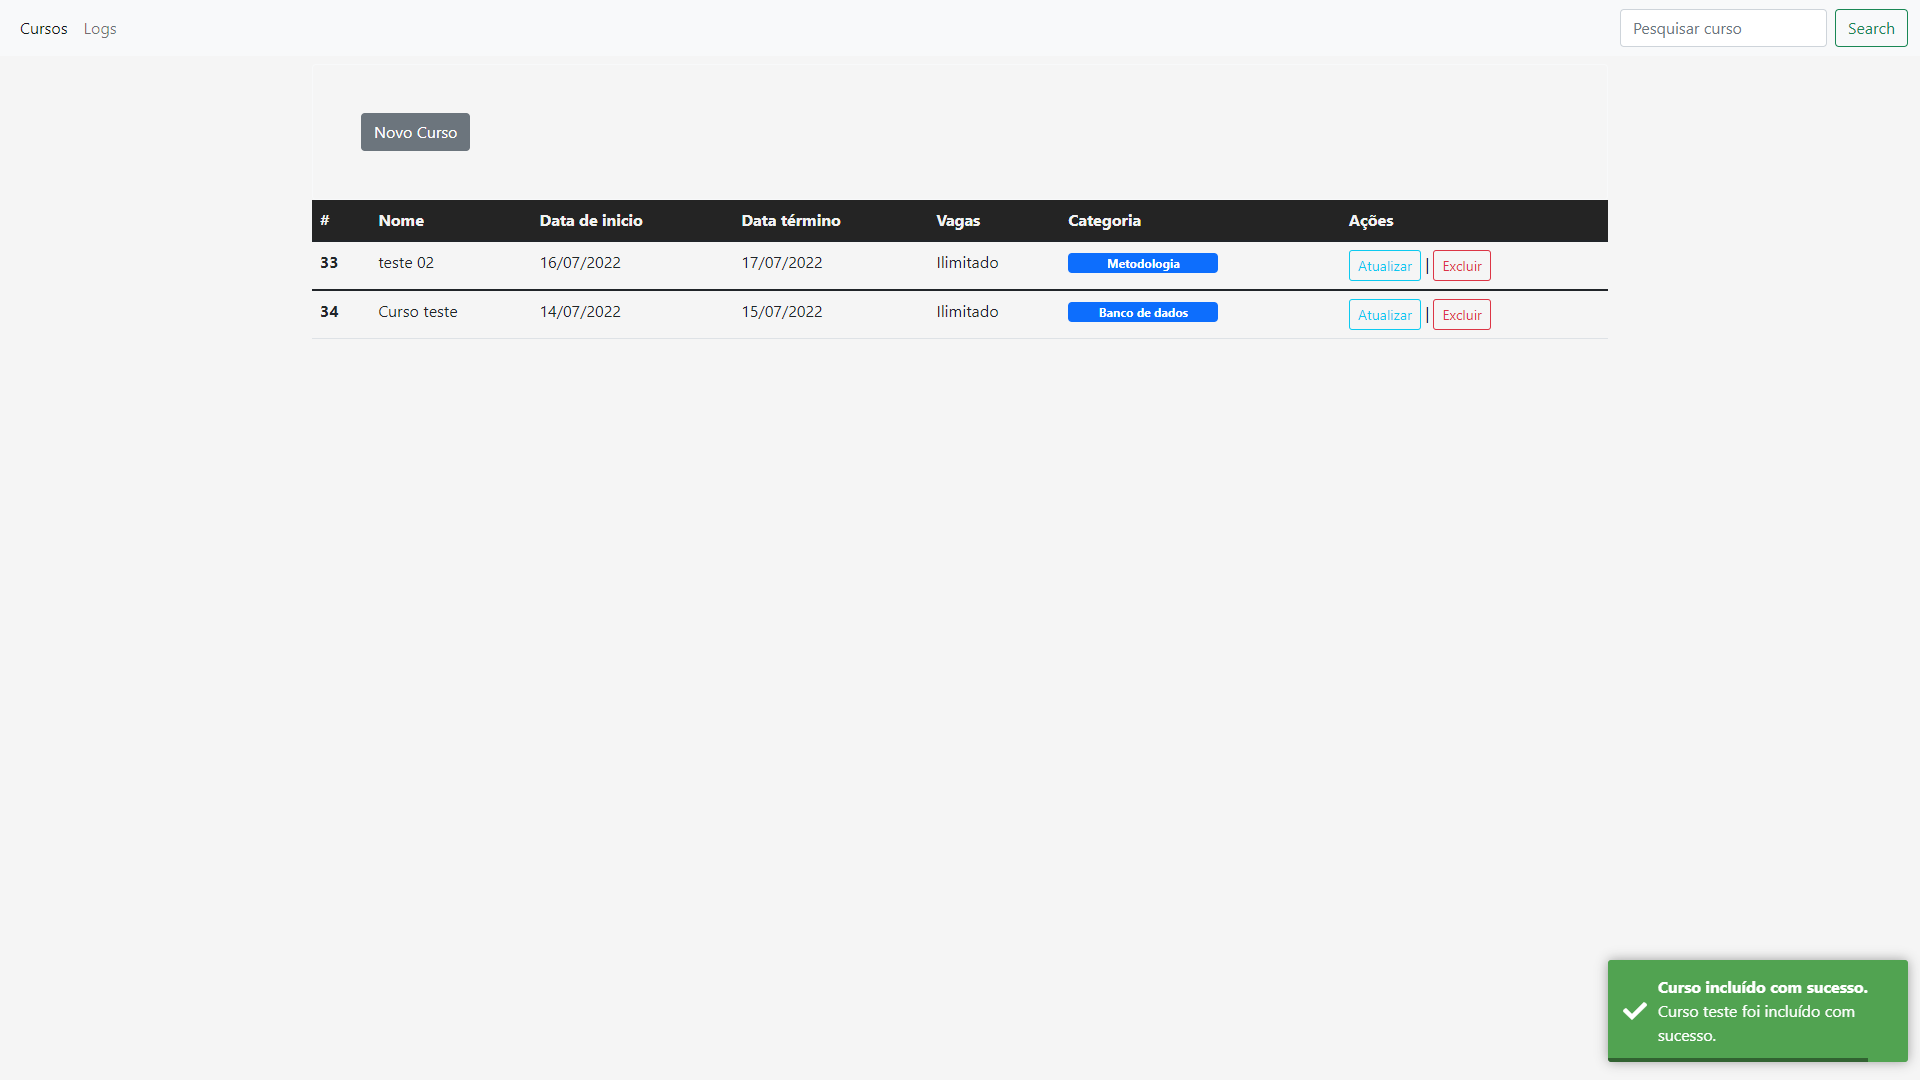 Cursos Logs Pesquisar curso Search
Novo Curso
# Nome Data de inicio Data término Vagas Categoria Ações
33 teste 02 16/07/2022 17/07/2022 Ilimitado Metodologia Atualizar | Excluir
34 Curso teste 14/07/2022 15/07/2022 Ilimitado Banco de dados Atualizar | Excluir
Curso incluído com sucesso.
Curso teste foi incluído com
sucesso.